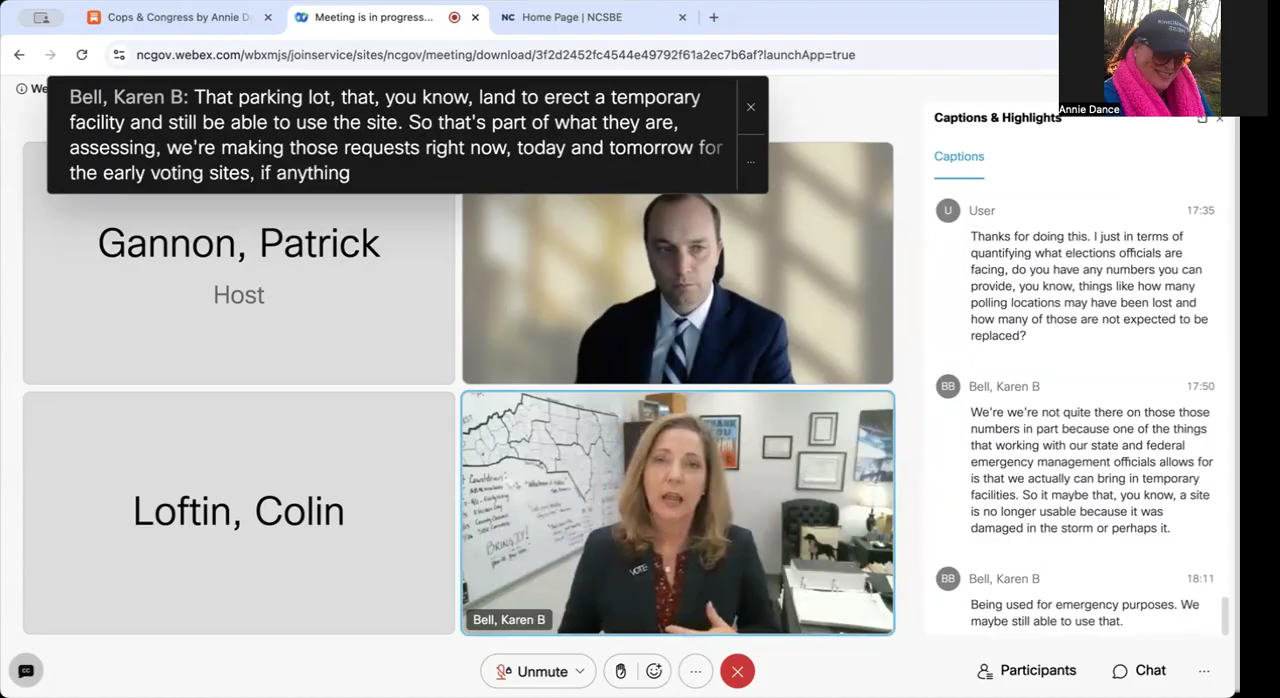 Cops & Congress by Annie D
Meeting is in progress...
NC Home Page | NCSBE
ncgov.webex.com/wbxmjs/joinservice/sites/ncgov/meeting/download/3f2d2452fc4544e49792f61a2ec7b6af?launchApp=true
We
Annie Dance
Bell, Karen B: That parking lot, that, you know, land to erect a temporary
facility and still be able to use the site. So that's part of what they are,
assessing, we're making those requests right now, today and tomorrow for
the early voting sites, if anything
Gannon, Patrick
Host
Loftin, Colin
THANK
YOU
Countdown:
BRING IT!
VOTE
Bell, Karen B
Captions & Highlights
Captions
U User 17:35
Thanks for doing this. I just in terms of
quantifying what elections officials are
facing, do you have any numbers you can
provide, you know, things like how many
polling locations may have been lost and
how many of those are not expected to be
replaced?
BB Bell, Karen B 17:50
We're we're not quite there on those those
numbers in part because one of the things
that working with our state and federal
emergency management officials allows for
is that we actually can bring in temporary
facilities. So it maybe that, you know, a site
is no longer usable because it was
damaged in the storm or perhaps it.
BB Bell, Karen B 18:11
Being used for emergency purposes. We
maybe still able to use that.
CC
Unmute
Participants
Chat